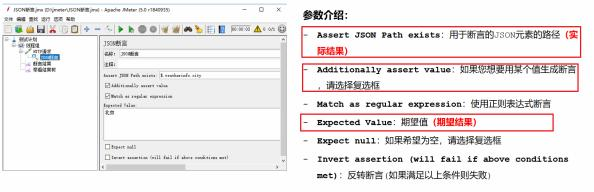 JSON断言.jmx (D:\jmeter\JSON断言.jmx) - Apache JMeter (5.0 r1840935)
文件 编辑 查找 运行 选项 帮助
00:00:00
0
0/0
测试计划
线程组
HTTP请求
JSON断言
断言结果
察看结果树
JSON断言
名称: JSON断言
注释:
Assert JSON Path exists: $.weatherinfo.city
Additionally assert value
Match as regular expression
Expected Value:
北京
Expect null
Invert assertion (will fail if above conditions met)
参数介绍:
- Assert JSON Path exists: 用于断言的JSON元素的路径(实
际结果)
- Additionally assert value: 如果您想要用某个值生成断言
, 请选择复选框
- Match as regular expression: 使用正则表达式断言
- Expected Value: 期望值(期望结果)
- Expect null: 如果希望为空, 请选择复选框
- Invert assertion (will fail if above conditions
met): 反转断言(如果满足以上条件则失败)